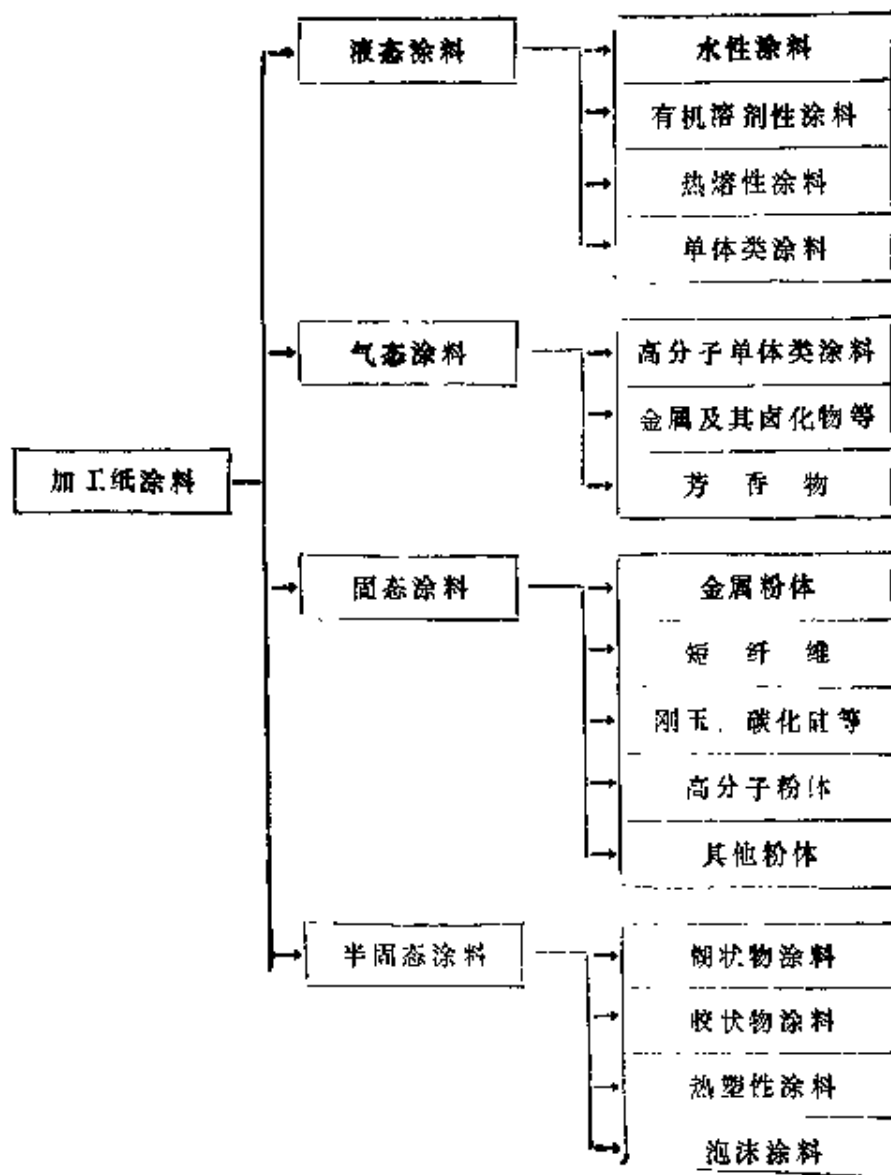 液态涂料
水性涂料
有机溶剂性涂料
热溶性涂料
单体类涂料
气态涂料
高分子单体类涂料
金属及其卤化物等
芳香物
加工纸涂料
固态涂料
金属粉体
短纤维
刚玉、碳化硅等
高分子粉体
其他粉体
半固态涂料
糊状物涂料
胶状物涂料
热塑性涂料
泡沫涂料